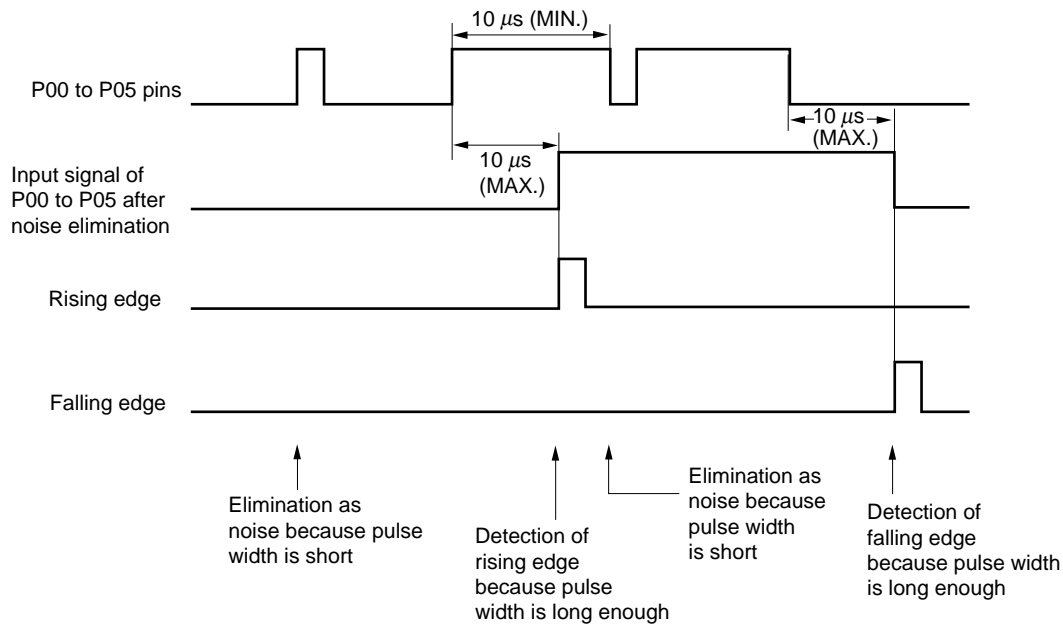 10 μs (MIN.)
P00 to P05 pins
10 μs
(MAX.)
10 μs
(MAX.)
Input signal of
P00 to P05 after
noise elimination
Rising edge
Falling edge
Elimination as
noise because pulse
width is short
Detection of
rising edge
because pulse
width is long enough
Elimination as
noise because
pulse width
is short
Detection of
falling edge
because pulse width
is long enough